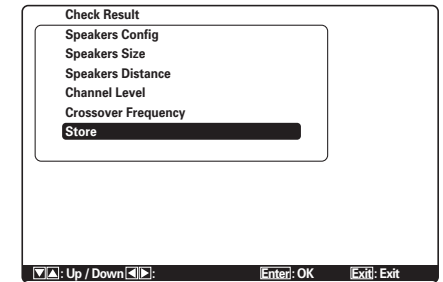 Check Result
Speakers Config
Speakers Size
Speakers Distance
Channel Level
Crossover Frequency
Store
▼▲: Up / Down ◀▶: Enter: OK Exit: Exit